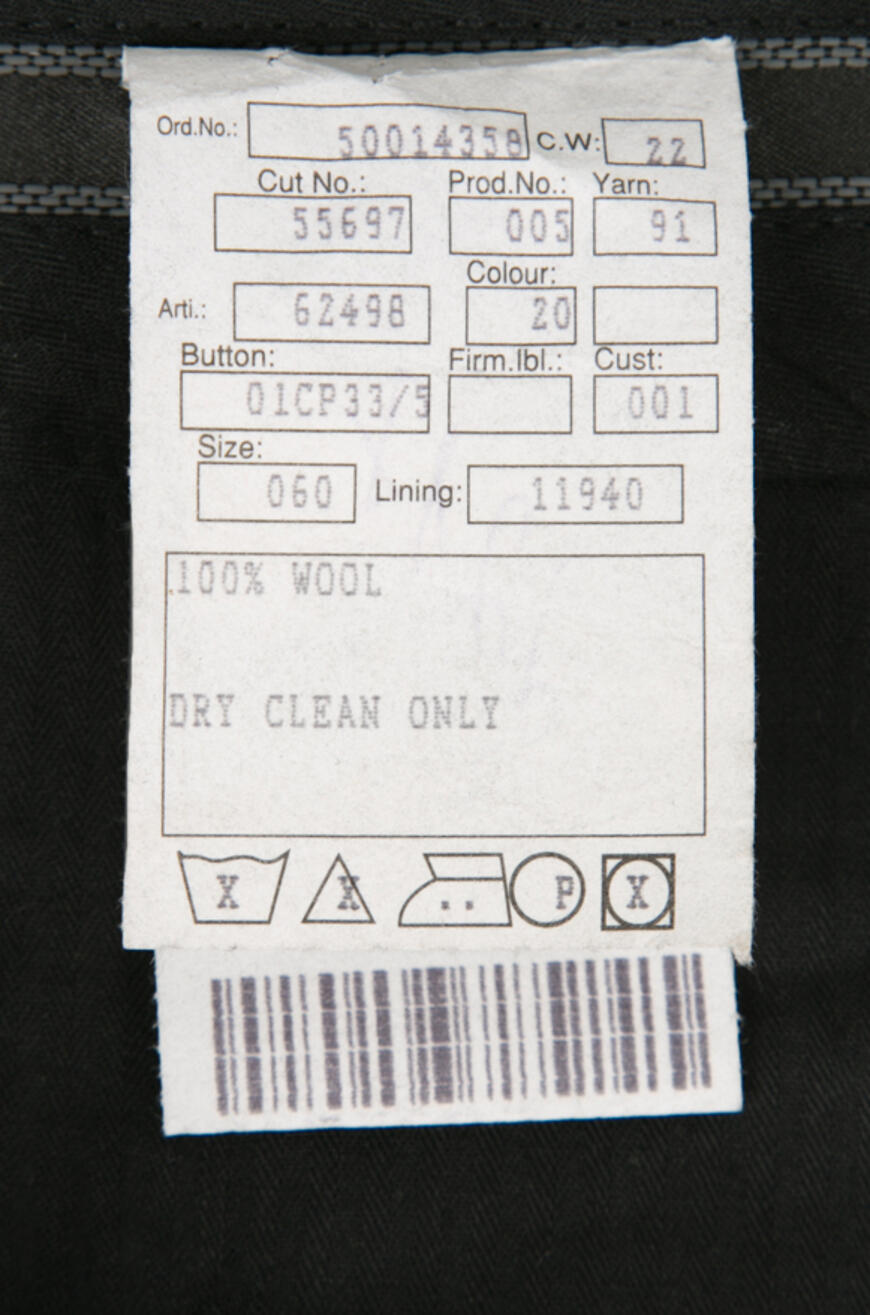 Ord.No.: 50014358 C.W: 22
Cut No.: Prod.No.: Yarn:
55697 005 91
Colour:
Arti.: 62498 20
Button: Firm.lbl.: Cust:
01CP33/5 001
Size:
060 Lining: 11940
.100% WOOL
DRY CLEAN ONLY
X X .. P X